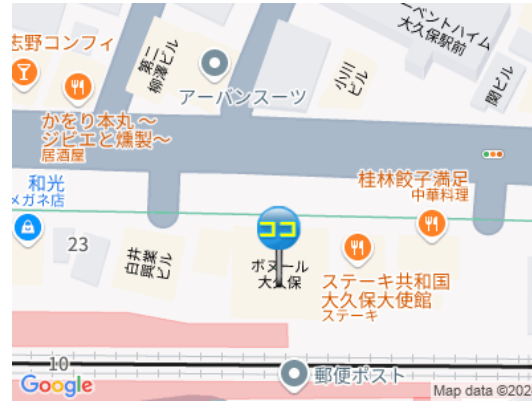 ーベントハイム
大久保駅前
志野コンフィ
第二
柳澤ビル
アーバンスーツ
小川
ビル
関ビル
かをり本丸〜
ジビエと燻製〜
居酒屋
和光
メガネ店
桂林餃子満足
中華料理
23
白井
興業
ビル
ココ
ボヌール
大久保
ステーキ共和国
大久保大使館
ステーキ
10
Google
郵便ポスト
Map data ©202